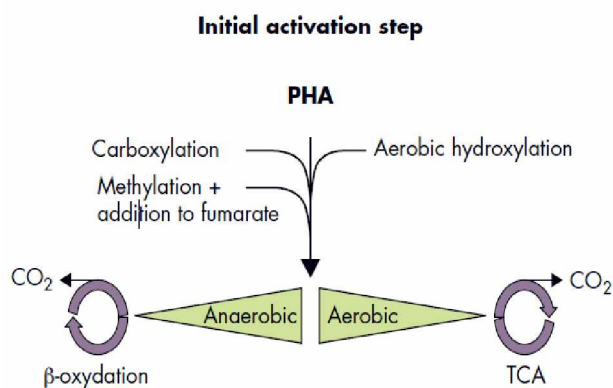 Initial activation step
PHA
Carboxylation
Aerobic hydroxylation
Methylation +
addition to fumarate
CO2
CO2
Anaerobic
Aerobic
β-oxydation
TCA